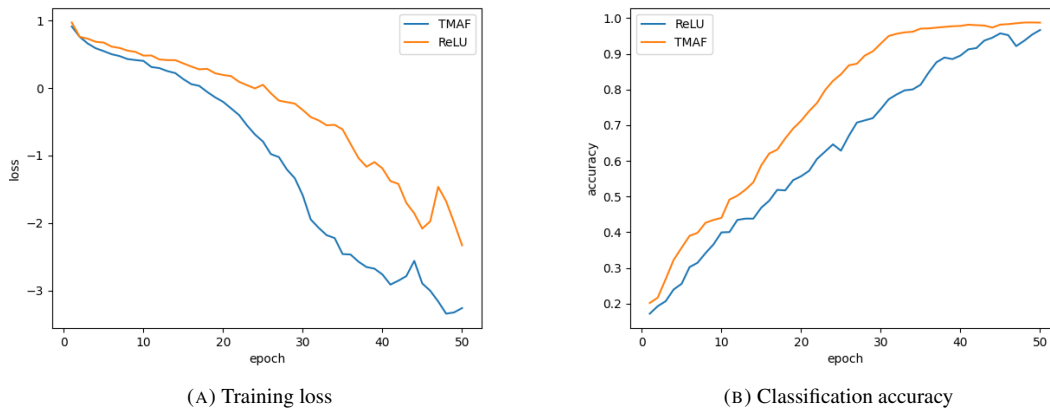 TMAF
ReLU
1
0
−1
−2
−3
loss
0 10 20 30 40 50
epoch
(A) Training loss
ReLU
TMAF
1.0
0.9
0.8
0.7
0.6
0.5
0.4
0.3
0.2
accuracy
0 10 20 30 40 50
epoch
(B) Classification accuracy